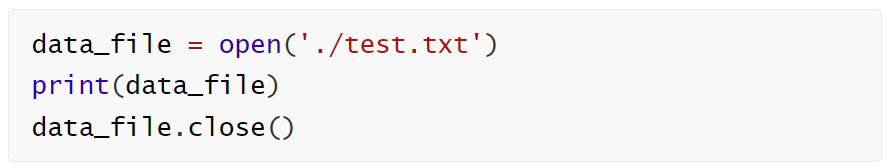 data_file = open('./test.txt')
print(data_file)
data_file.close()